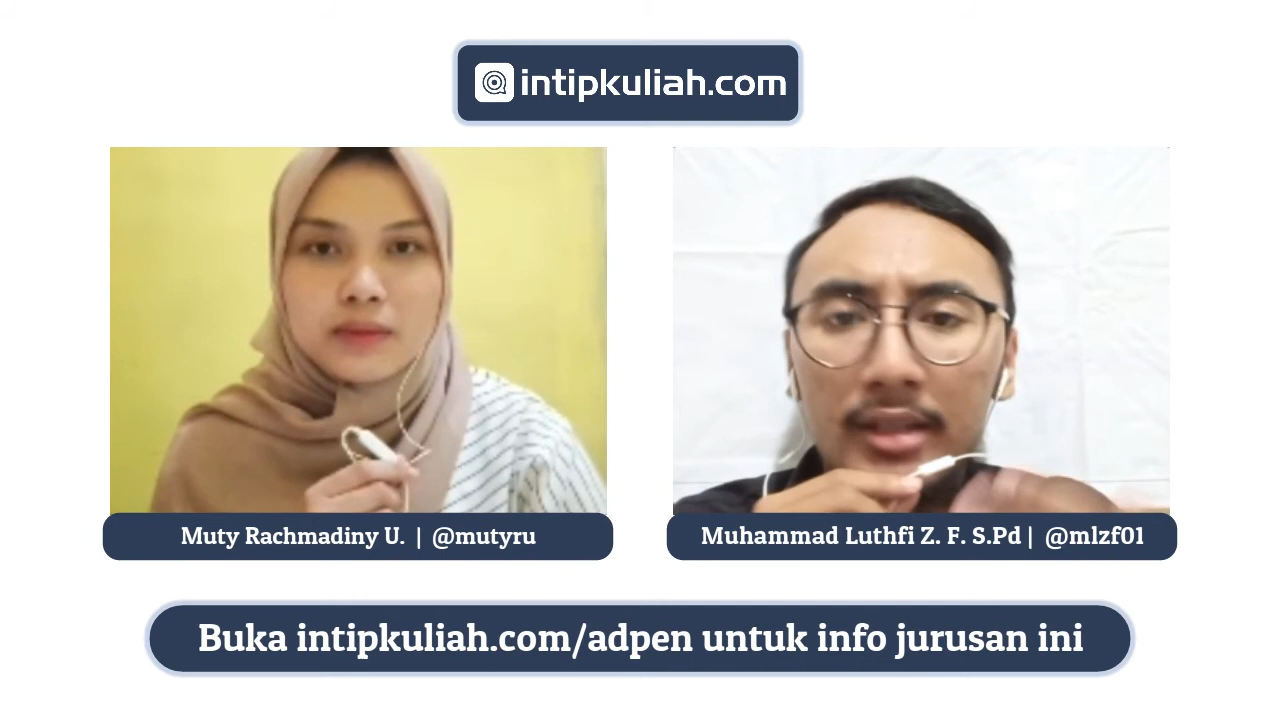 intipkuliah.com
Muty Rachmadiny U. | @mutyru
Muhammad Luthfi Z. F. S.Pd | @mlzf01
Buka intipkuliah.com/adpen untuk info jurusan ini